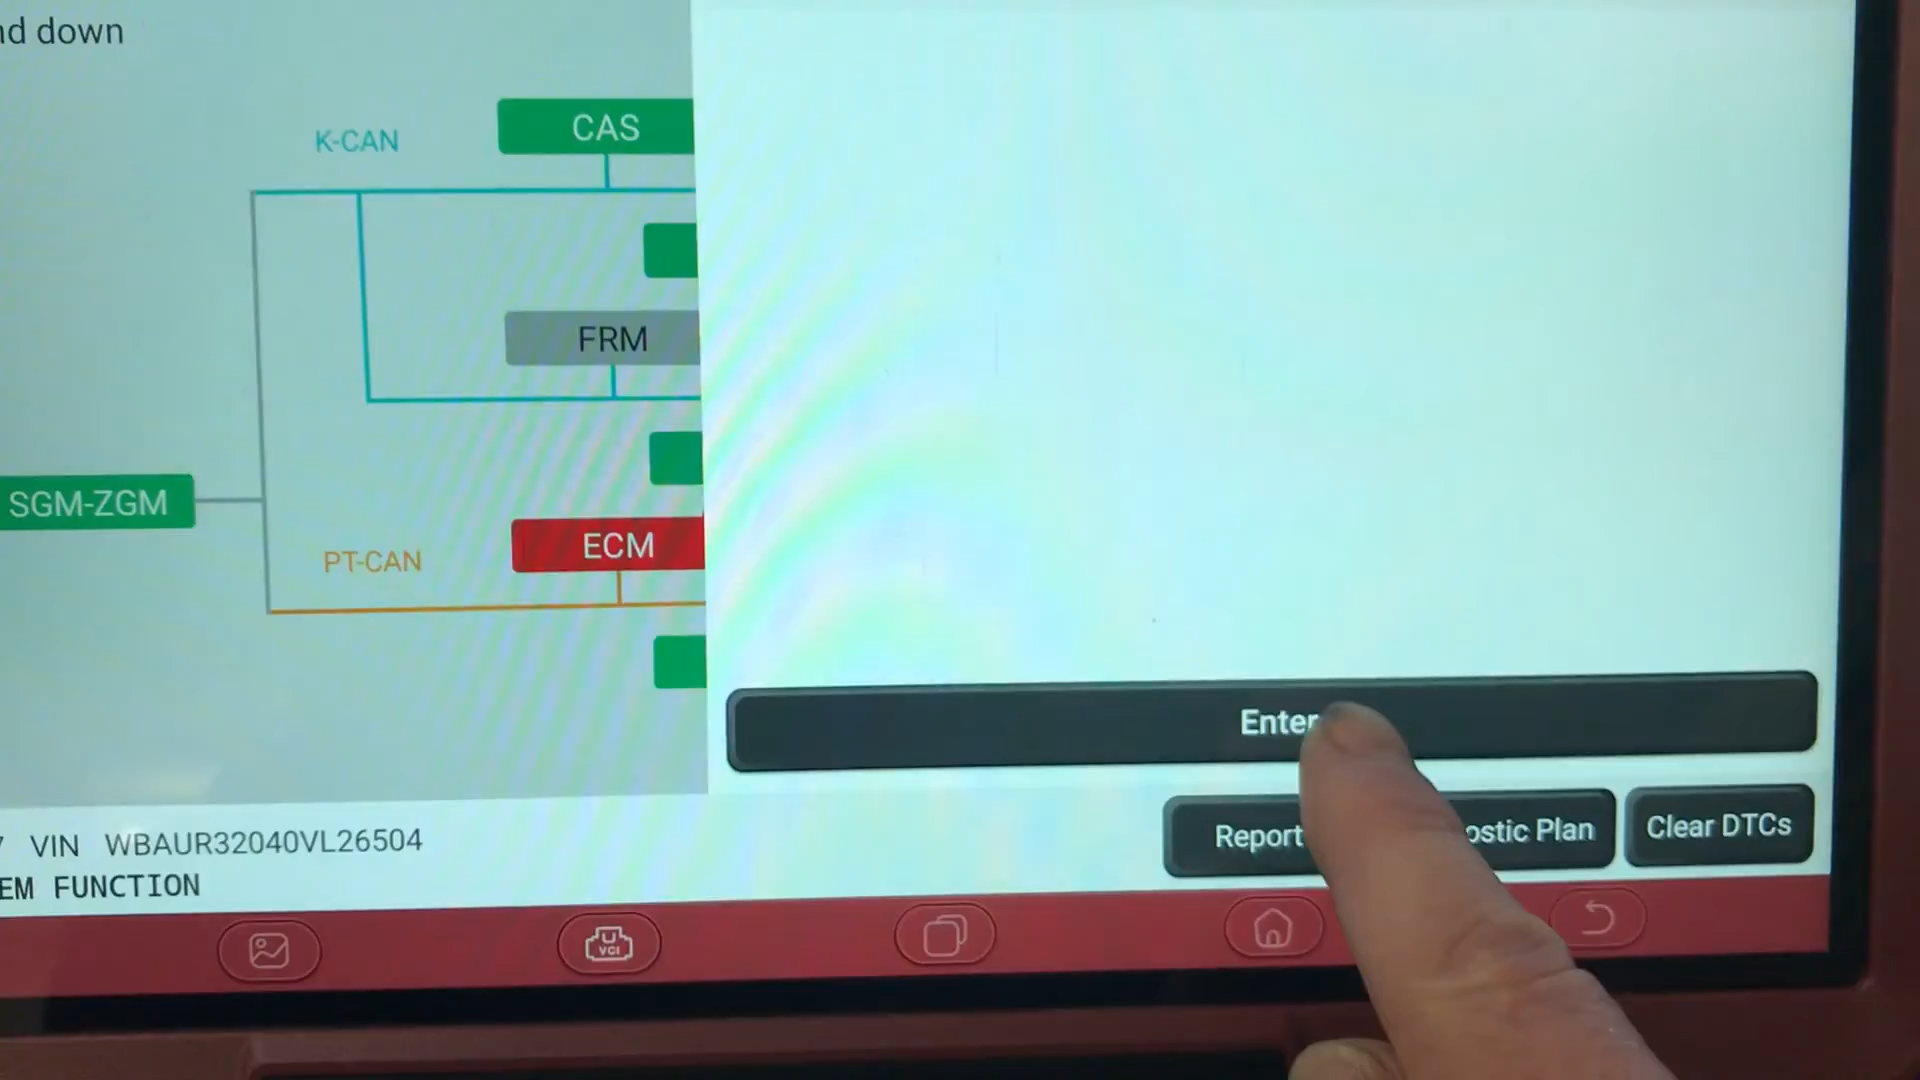 nd down
CAS
K-CAN
FRM
SGM-ZGM
ECM
PT-CAN
Enter
Report
ostic Plan
Clear DTCs
VIN WBAUR32040VL26504
EM FUNCTION
VCI